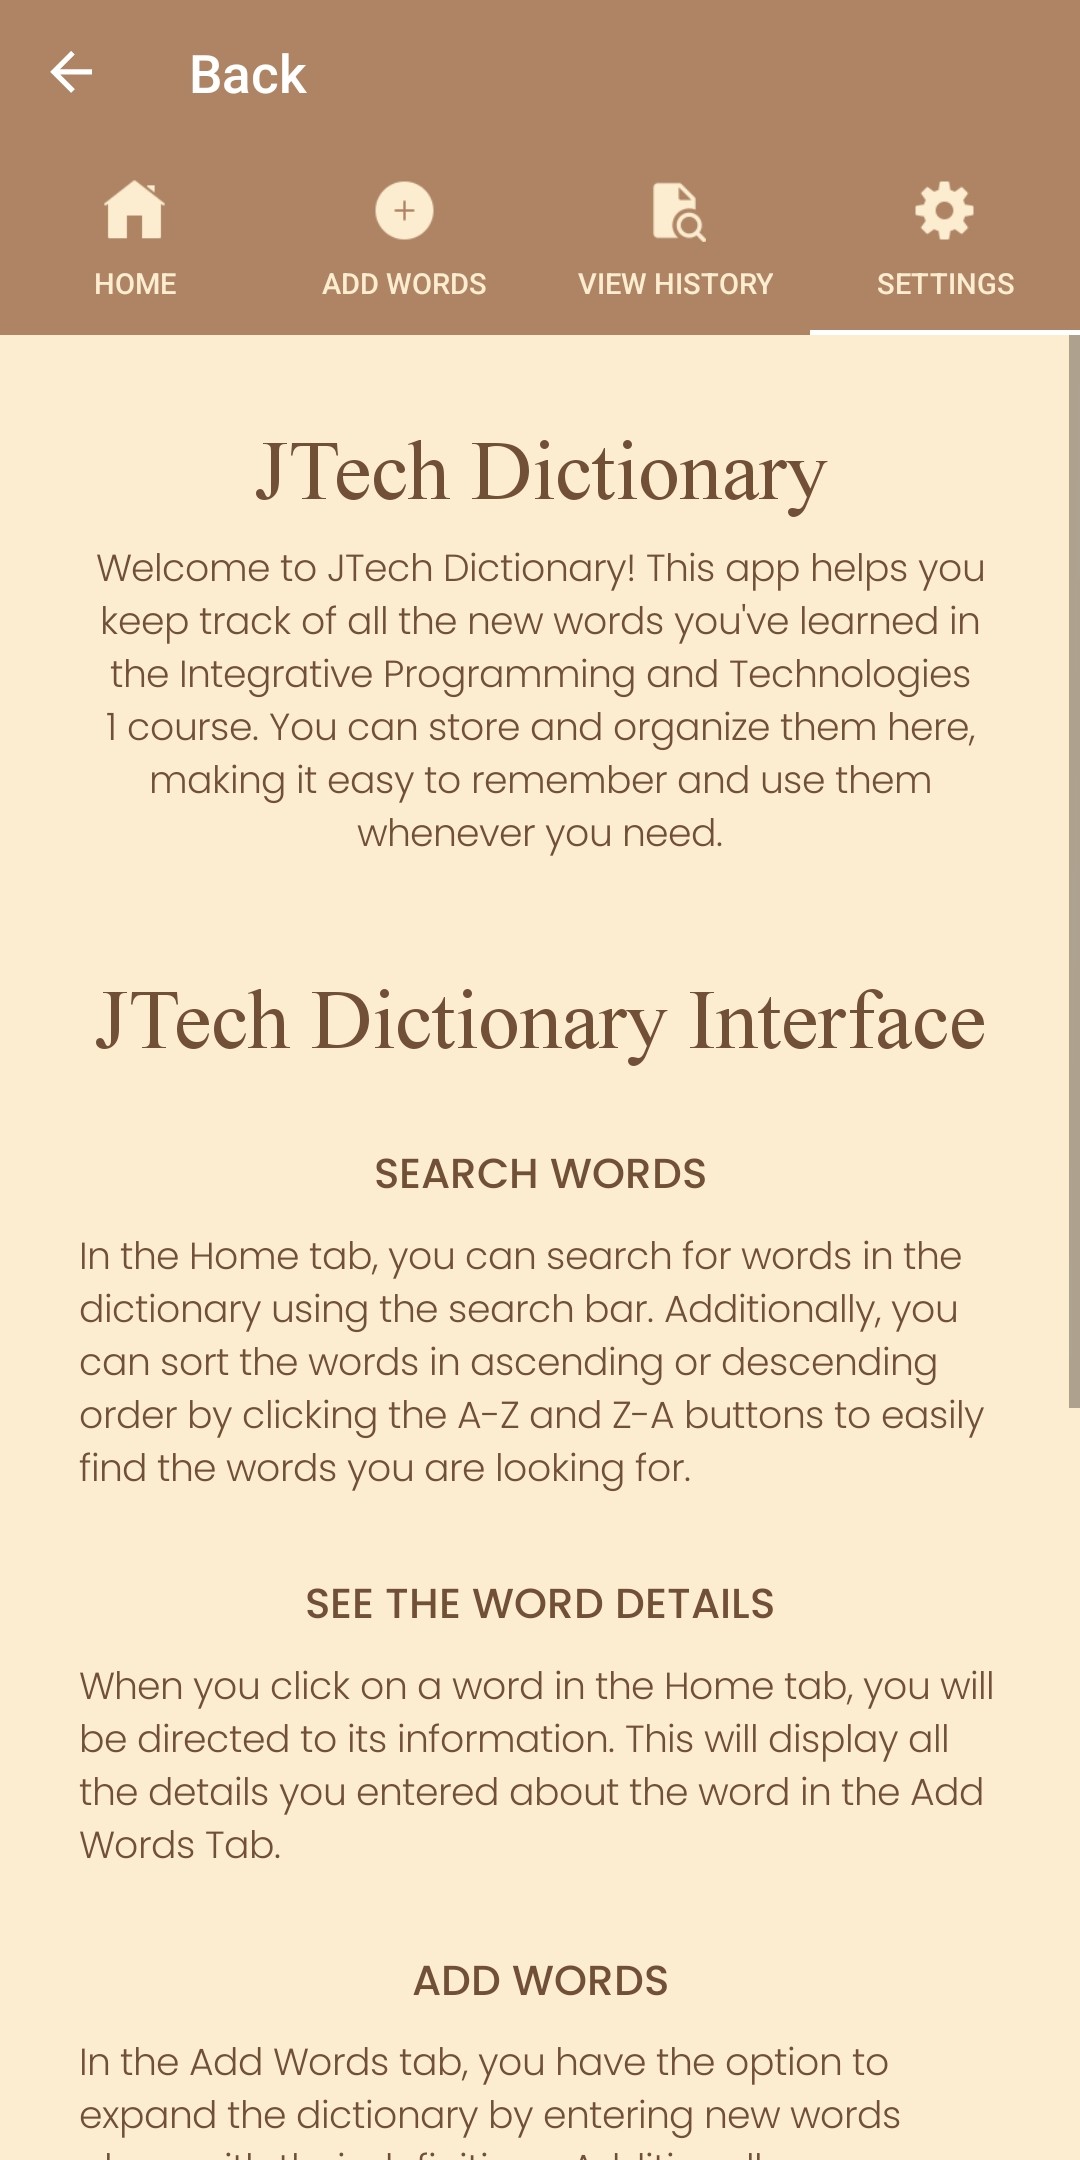 Back
HOME
ADD WORDS
VIEW HISTORY
SETTINGS
JTech Dictionary
Welcome to JTech Dictionary! This app helps you
keep track of all the new words you've learned in
the Integrative Programming and Technologies
1 course. You can store and organize them here,
making it easy to remember and use them
whenever you need.
JTech Dictionary Interface
SEARCH WORDS
In the Home tab, you can search for words in the
dictionary using the search bar. Additionally, you
can sort the words in ascending or descending
order by clicking the A-Z and Z-A buttons to easily
find the words you are looking for.
SEE THE WORD DETAILS
When you click on a word in the Home tab, you will
be directed to its information. This will display all
the details you entered about the word in the Add
Words Tab.
ADD WORDS
In the Add Words tab, you have the option to
expand the dictionary by entering new words